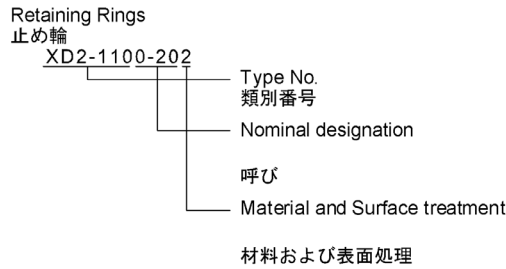 Retaining Rings
止め輪
XD2-1100-202
Type No.
類別番号
Nominal designation
呼び
Material and Surface treatment
材料および表面処理